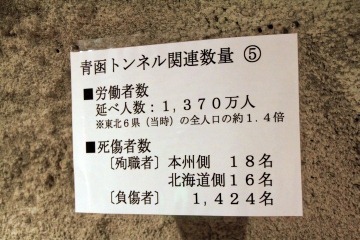 青函トンネル関連数量 ⑤
■労働者数
延べ人数：１,３７０万人
※東北６県（当時）の全人口の約１.４倍
■死傷者数
〔殉職者〕本州側 １８名
北海道側１６名
〔負傷者〕 １,４２４名